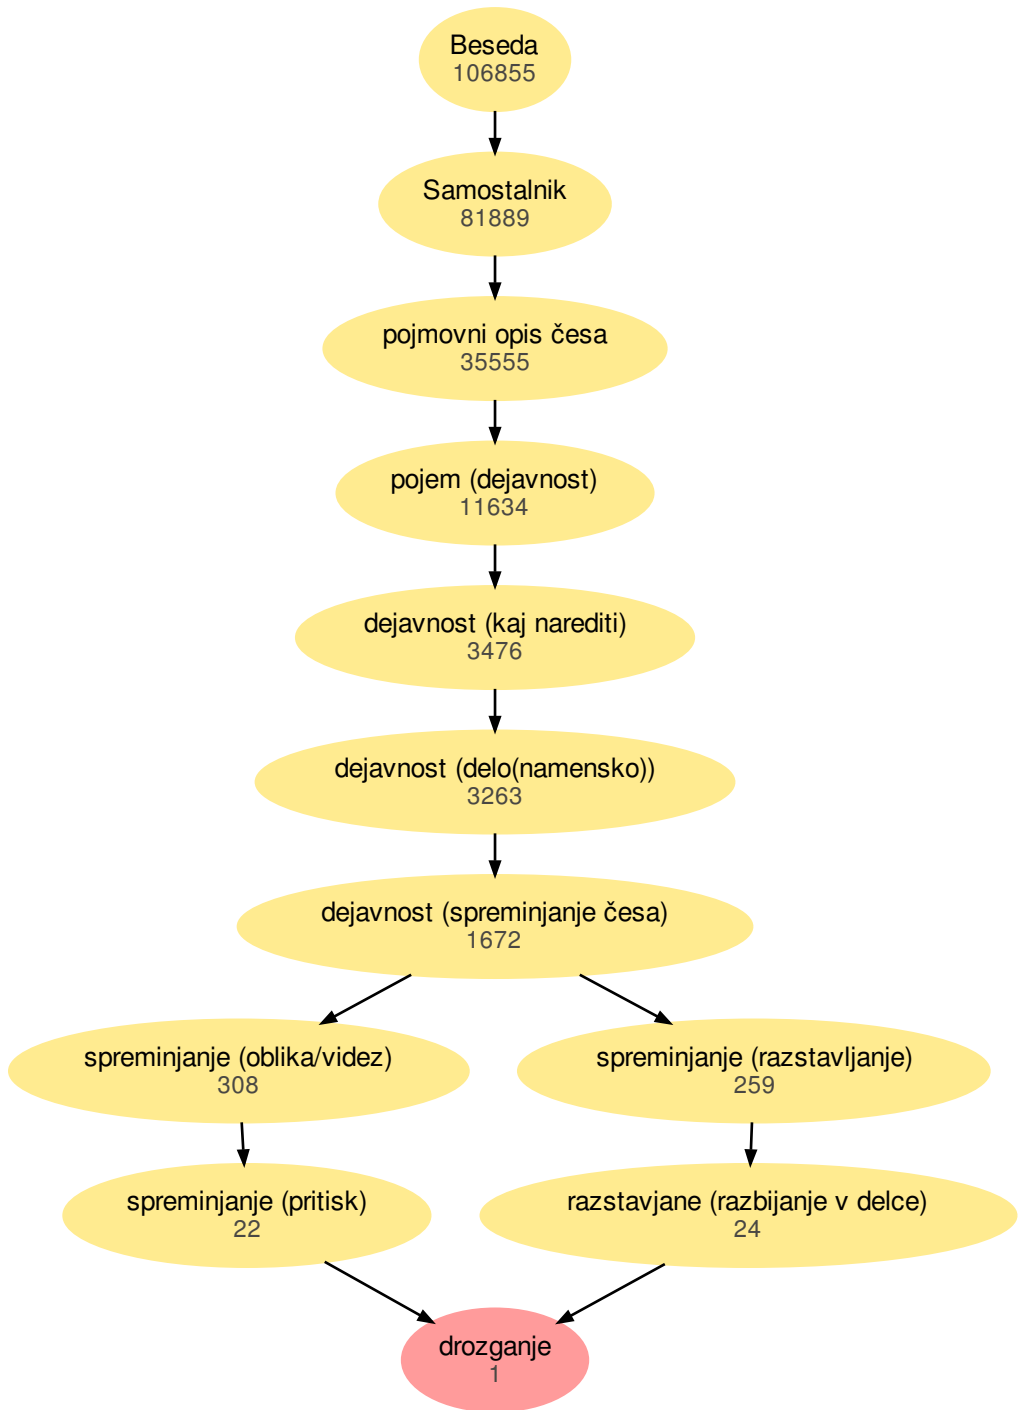 Beseda
106855
Samostalnik
81889
pojmovni opis česa
35555
pojem (dejavnost)
11634
dejavnost (kaj narediti)
3476
dejavnost (delo(namensko))
3263
dejavnost (spreminjanje česa)
1672
spreminjanje (oblika/videz)
308
spreminjanje (razstavljanje)
259
spreminjanje (pritisk)
22
razstavjane (razbijanje v delce)
24
drozganje
1